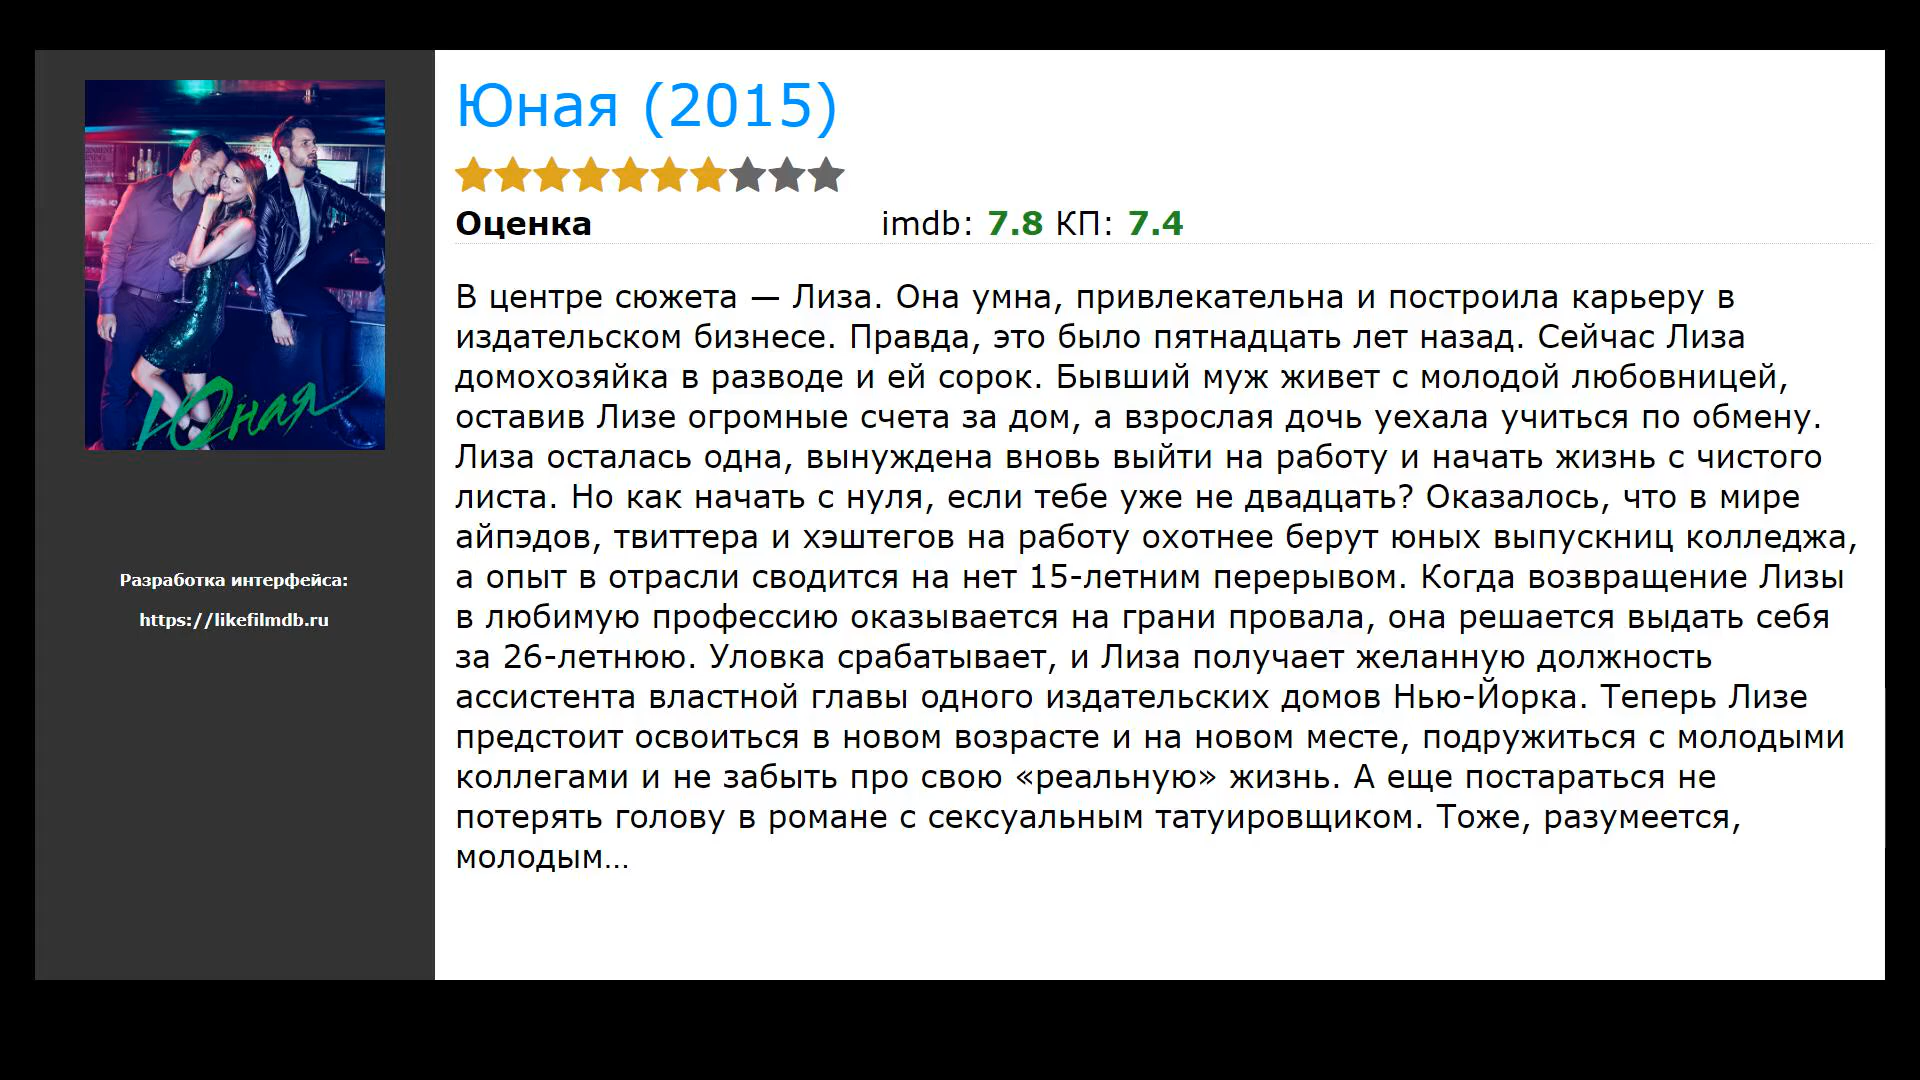 Юная
Разработка интерфейса:
https://likefilmdb.ru
Юная (2015)
Оценка imdb: 7.8 КП: 7.4
В центре сюжета — Лиза. Она умна, привлекательна и построила карьеру в
издательском бизнесе. Правда, это было пятнадцать лет назад. Сейчас Лиза
домохозяйка в разводе и ей сорок. Бывший муж живет с молодой любовницей,
оставив Лизе огромные счета за дом, а взрослая дочь уехала учиться по обмену.
Лиза осталась одна, вынуждена вновь выйти на работу и начать жизнь с чистого
листа. Но как начать с нуля, если тебе уже не двадцать? Оказалось, что в мире
айпэдов, твиттера и хэштегов на работу охотнее берут юных выпускниц колледжа,
а опыт в отрасли сводится на нет 15-летним перерывом. Когда возвращение Лизы
в любимую профессию оказывается на грани провала, она решается выдать себя
за 26-летнюю. Уловка срабатывает, и Лиза получает желанную должность
ассистента властной главы одного издательских домов Нью-Йорка. Теперь Лизе
предстоит освоиться в новом возрасте и на новом месте, подружиться с молодыми
коллегами и не забыть про свою «реальную» жизнь. А еще постараться не
потерять голову в романе с сексуальным татуировщиком. Тоже, разумеется,
молодым…